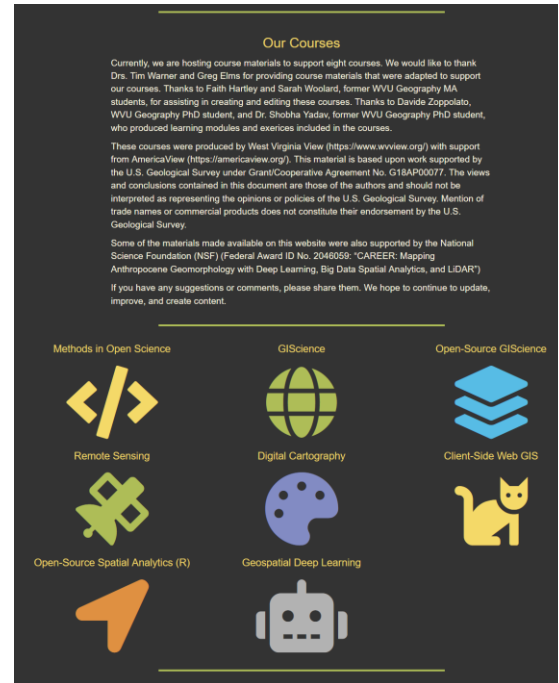 Our Courses
Currently, we are hosting course materials to support eight courses. We would like to thank
Drs. Tim Warner and Greg Elms for providing course materials that were adapted to support
our courses. Thanks to Faith Hartley and Sarah Woolard, former WVU Geography MA
students, for assisting in creating and editing these courses. Thanks to Davide Zoppolato,
WVU Geography PhD student, and Dr. Shobha Yadav, former WVU Geography PhD student,
who produced learning modules and exerices included in the courses.
These courses were produced by West Virginia View (https://www.wvview.org/) with support
from AmericaView (https://americaview.org/). This material is based upon work supported by
the U.S. Geological Survey under Grant/Cooperative Agreement No. G18AP00077. The views
and conclusions contained in this document are those of the authors and should not be
interpreted as representing the opinions or policies of the U.S. Geological Survey. Mention of
trade names or commercial products does not constitute their endorsement by the U.S.
Geological Survey.
Some of the materials made available on this website were also supported by the National
Science Foundation (NSF) (Federal Award ID No. 2046059: “CAREER: Mapping
Anthropocene Geomorphology with Deep Learning, Big Data Spatial Analytics, and LiDAR”)
If you have any suggestions or comments, please share them. We hope to continue to update,
improve, and create content.
Methods in Open Science
GIScience
Open-Source GIScience
Remote Sensing
Digital Cartography
Client-Side Web GIS
Open-Source Spatial Analytics (R)
Geospatial Deep Learning